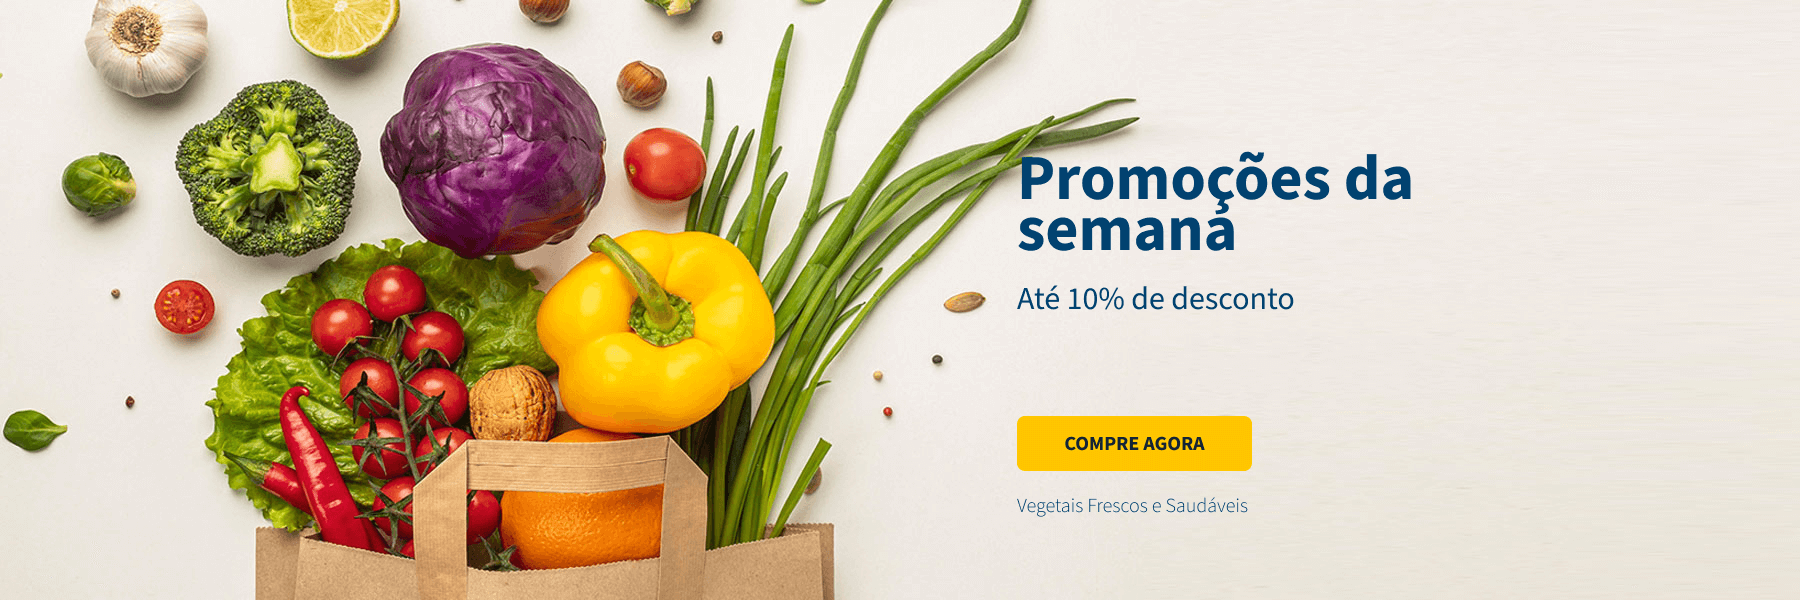 Promoções da
semana
Até 10% de desconto
COMPRE AGORA
Vegetais Frescos e Saudáveis